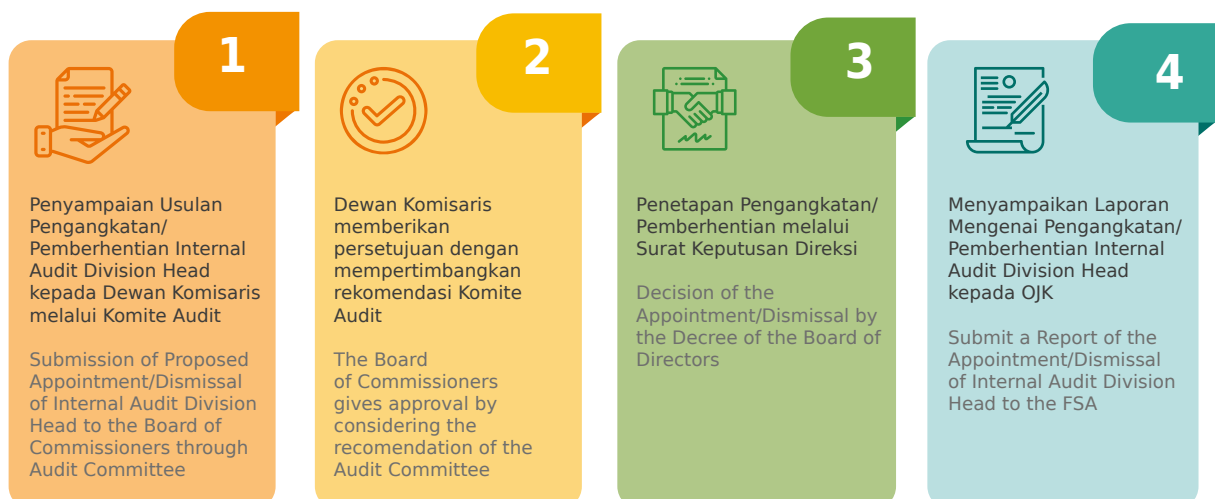 1
Penyampaian Usulan
Pengangkatan/
Pemberhentian Internal
Audit Division Head
kepada Dewan Komisaris
melalui Komite Audit
Submission of Proposed
Appointment/Dismissal
of Internal Audit Division
Head to the Board of
Commissioners through
Audit Committee
2
Dewan Komisaris
memberikan
persetujuan dengan
mempertimbangkan
rekomendasi Komite
Audit
The Board
of Commissioners
gives approval by
considering the
recomendation of the
Audit Committee
3
Penetapan Pengangkatan/
Pemberhentian melalui
Surat Keputusan Direksi
Decision of the
Appointment/Dismissal by
the Decree of the Board of
Directors
4
Menyampaikan Laporan
Mengenai Pengangkatan/
Pemberhentian Internal
Audit Division Head
kepada OJK
Submit a Report of the
Appointment/Dismissal
of Internal Audit Division
Head to the FSA